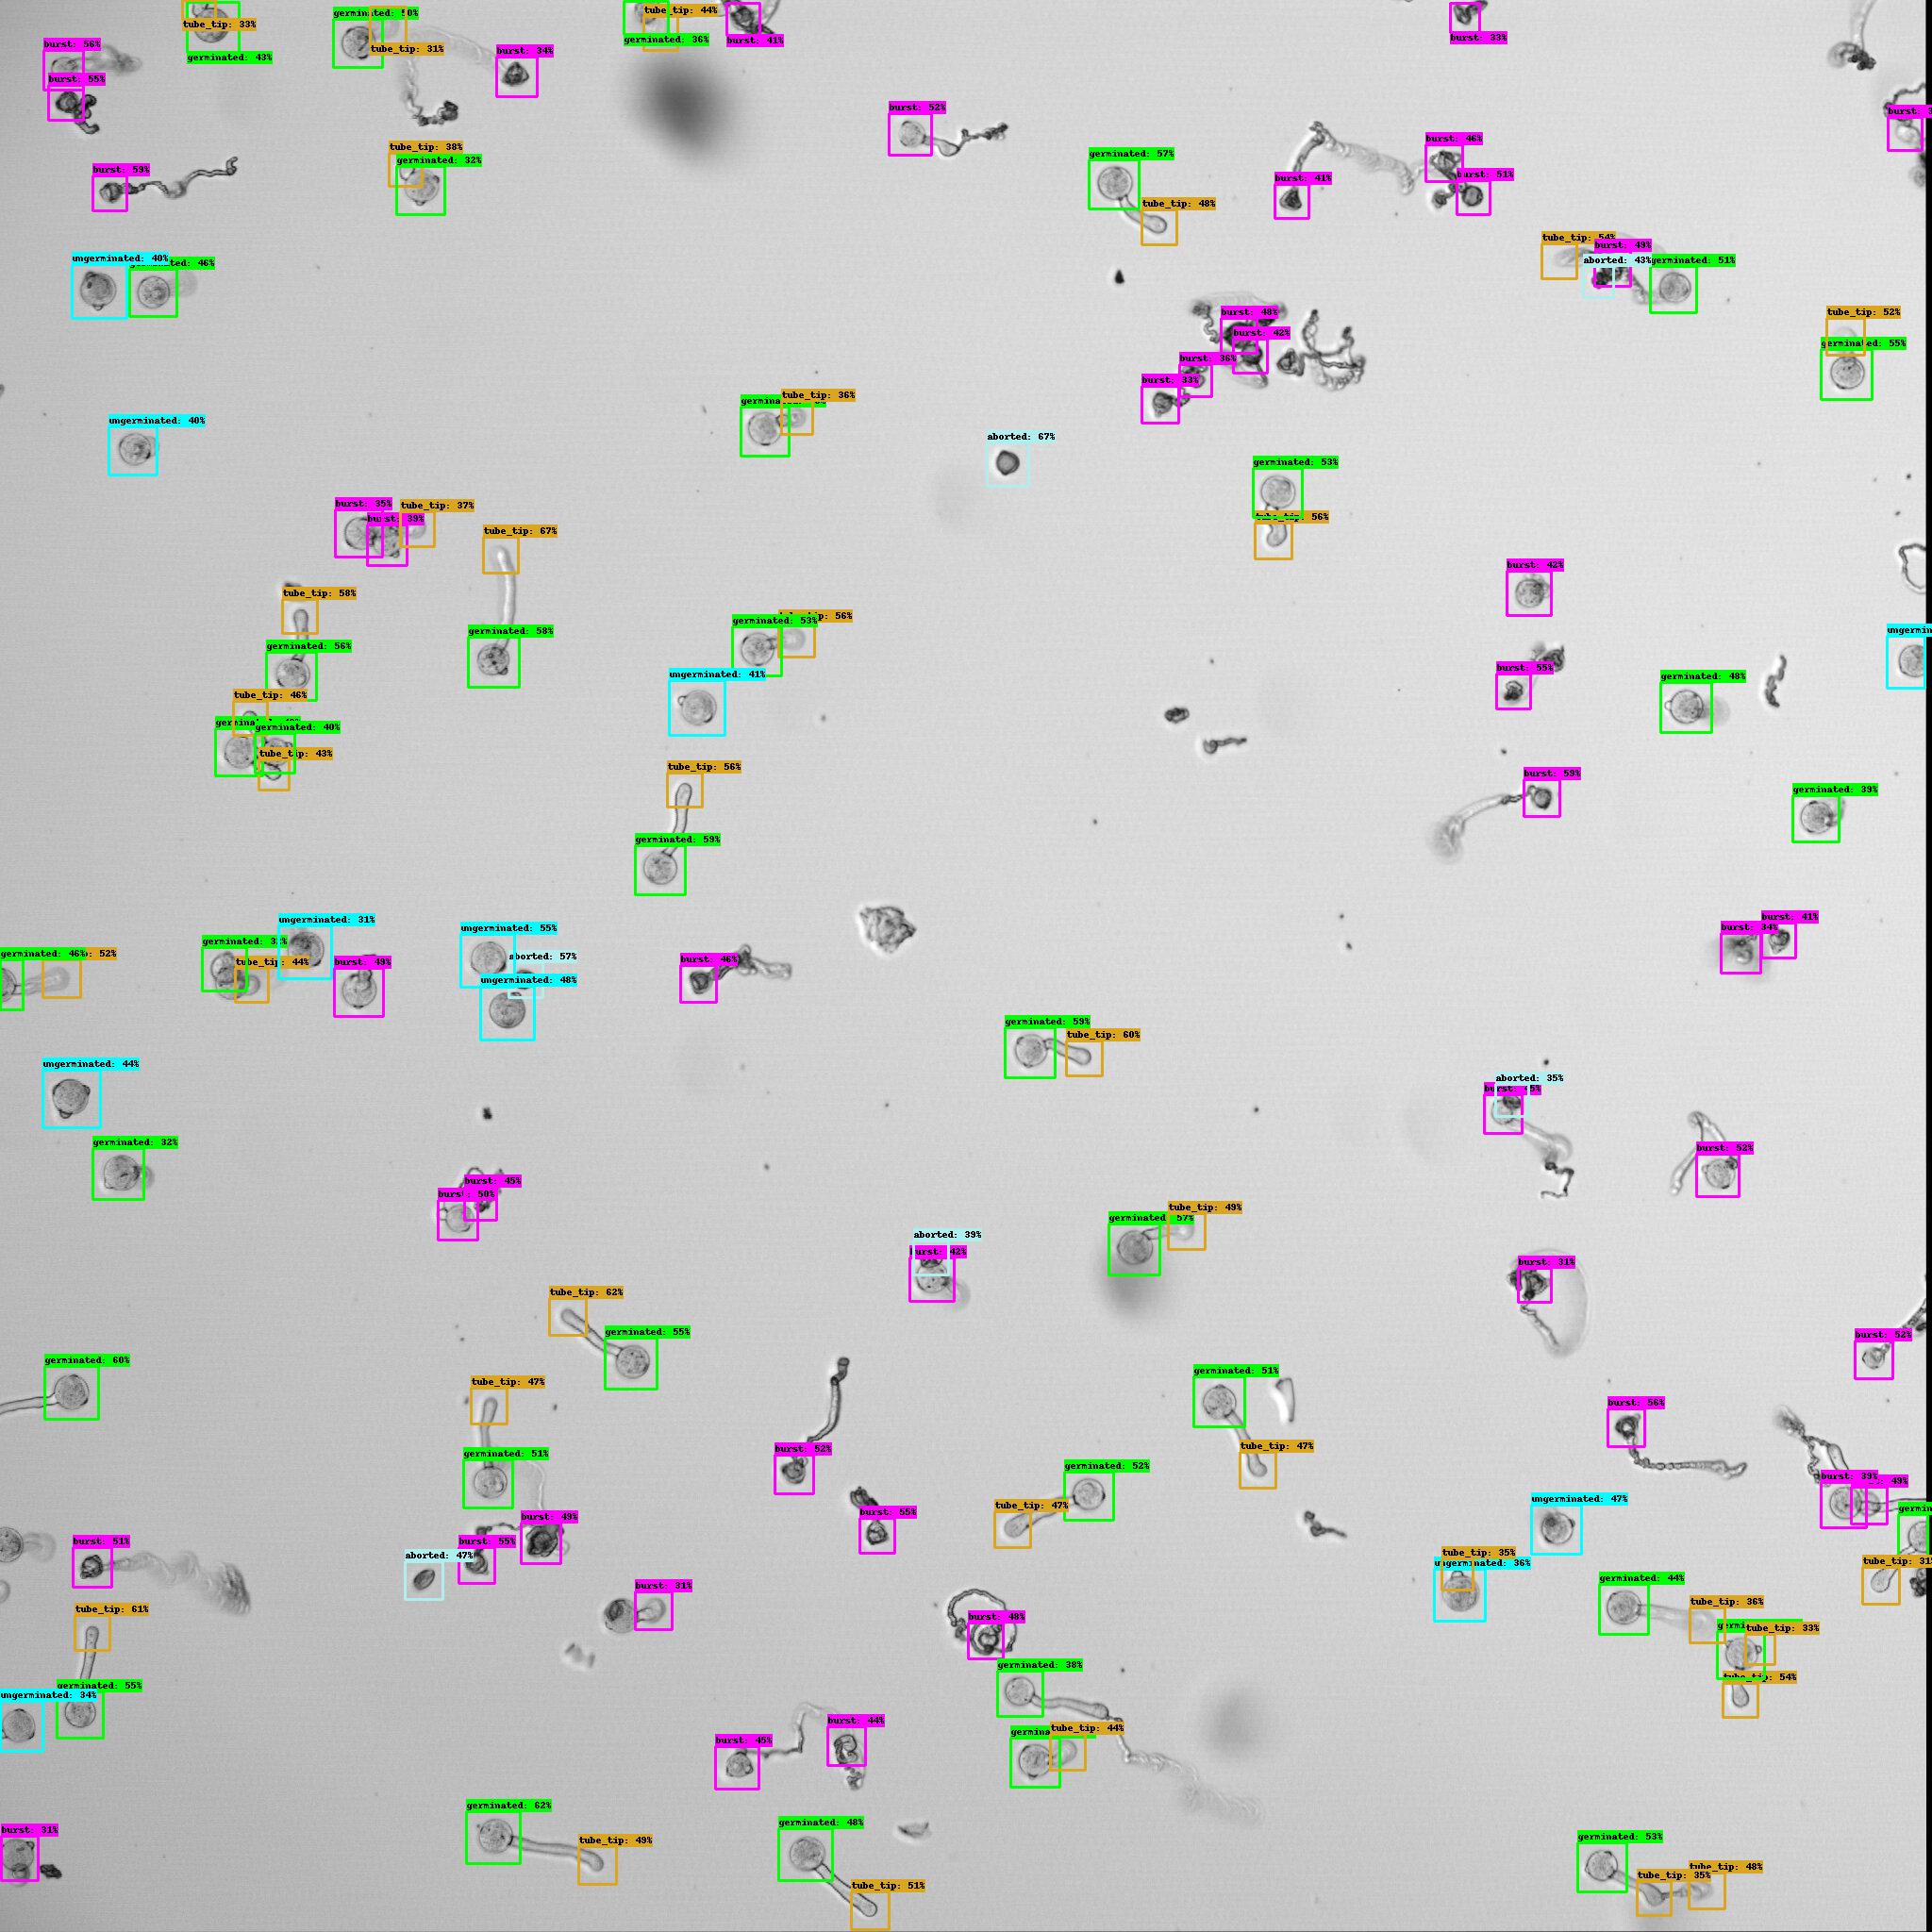 tube_tip: 33%
germinated: 43%
germinated: 50%
tube_tip: 31%
burst: 34%
tube_tip: 44%
germinated: 36%
burst: 41%
burst: 33%
burst: 56%
burst: 55%
burst: 52%
burst: 59%
tube_tip: 38%
germinated: 32%
germinated: 57%
tube_tip: 48%
burst: 41%
burst: 46%
burst: 51%
ungerminated: 40%
germinated: 46%
tube_tip: 54%
burst: 49%
aborted: 43%
germinated: 51%
burst: 48%
burst: 42%
burst: 36%
burst: 33%
tube_tip: 52%
germinated: 55%
tube_tip: 36%
ungerminated: 40%
aborted: 67%
germinated: 53%
tube_tip: 56%
burst: 35%
burst: 39%
tube_tip: 37%
tube_tip: 67%
burst: 42%
tube_tip: 58%
germinated: 56%
germinated: 58%
germinated: 53%
tube_tip: 56%
ungerminated: 41%
burst: 55%
germinated: 48%
tube_tip: 46%
germinated: 40%
tube_tip: 43%
tube_tip: 56%
germinated: 59%
burst: 59%
germinated: 39%
germinated: 46%
52%
ungerminated: 31%
tube_tip: 44%
burst: 49%
ungerminated: 55%
aborted: 57%
ungerminated: 48%
burst: 46%
burst: 41%
burst: 34%
germinated: 59%
tube_tip: 60%
ungerminated: 44%
germinated: 32%
aborted: 35%
burst: 52%
burst: 45%
burst: 50%
aborted: 39%
burst: 42%
germinated: 57%
tube_tip: 49%
burst: 31%
tube_tip: 62%
germinated: 55%
burst: 52%
germinated: 60%
tube_tip: 47%
germinated: 51%
germinated: 51%
tube_tip: 47%
burst: 52%
burst: 56%
germinated: 52%
tube_tip: 47%
burst: 39%
49%
burst: 55%
burst: 49%
burst: 55%
aborted: 47%
burst: 51%
ungerminated: 47%
tube_tip: 35%
ungerminated: 36%
tube_tip: 31%
germinated: 44%
burst: 31%
tube_tip: 61%
burst: 48%
tube_tip: 36%
tube_tip: 33%
tube_tip: 54%
germinated: 55%
ungerminated: 34%
germinated: 38%
tube_tip: 44%
burst: 44%
burst: 45%
germinated: 62%
tube_tip: 49%
germinated: 48%
tube_tip: 51%
burst: 31%
germinated: 53%
tube_tip: 48%
tube_tip: 35%